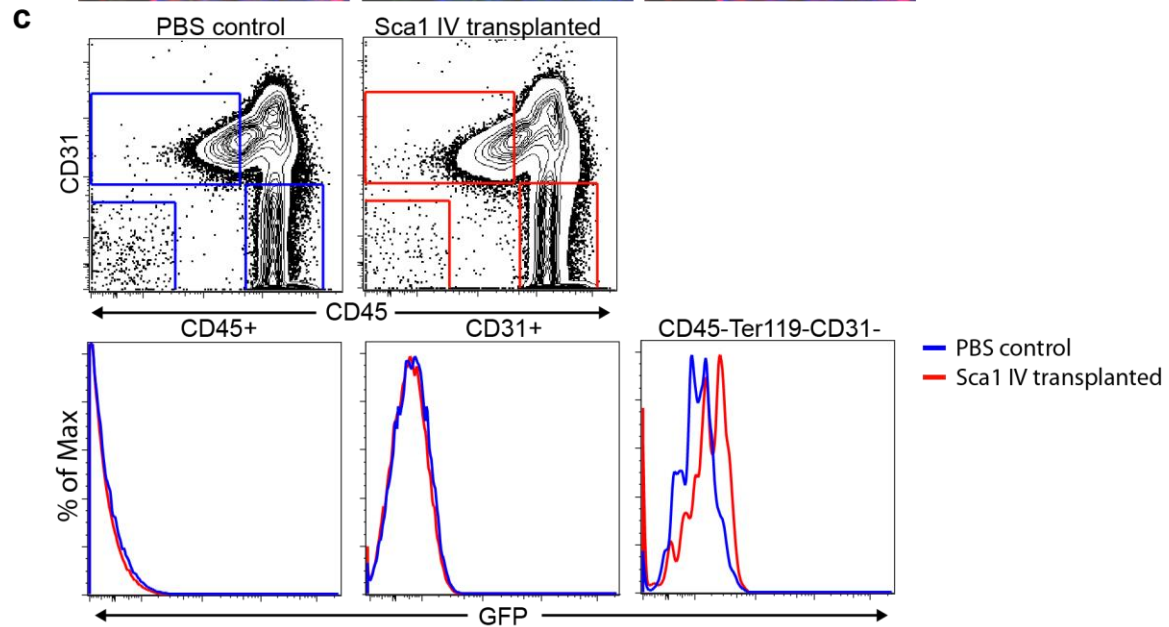 c
PBS control
Sca1 IV transplanted
CD31
CD45
CD45+
CD31+
CD45-Ter119-CD31-
% of Max
GFP
PBS control
Sca1 IV transplanted